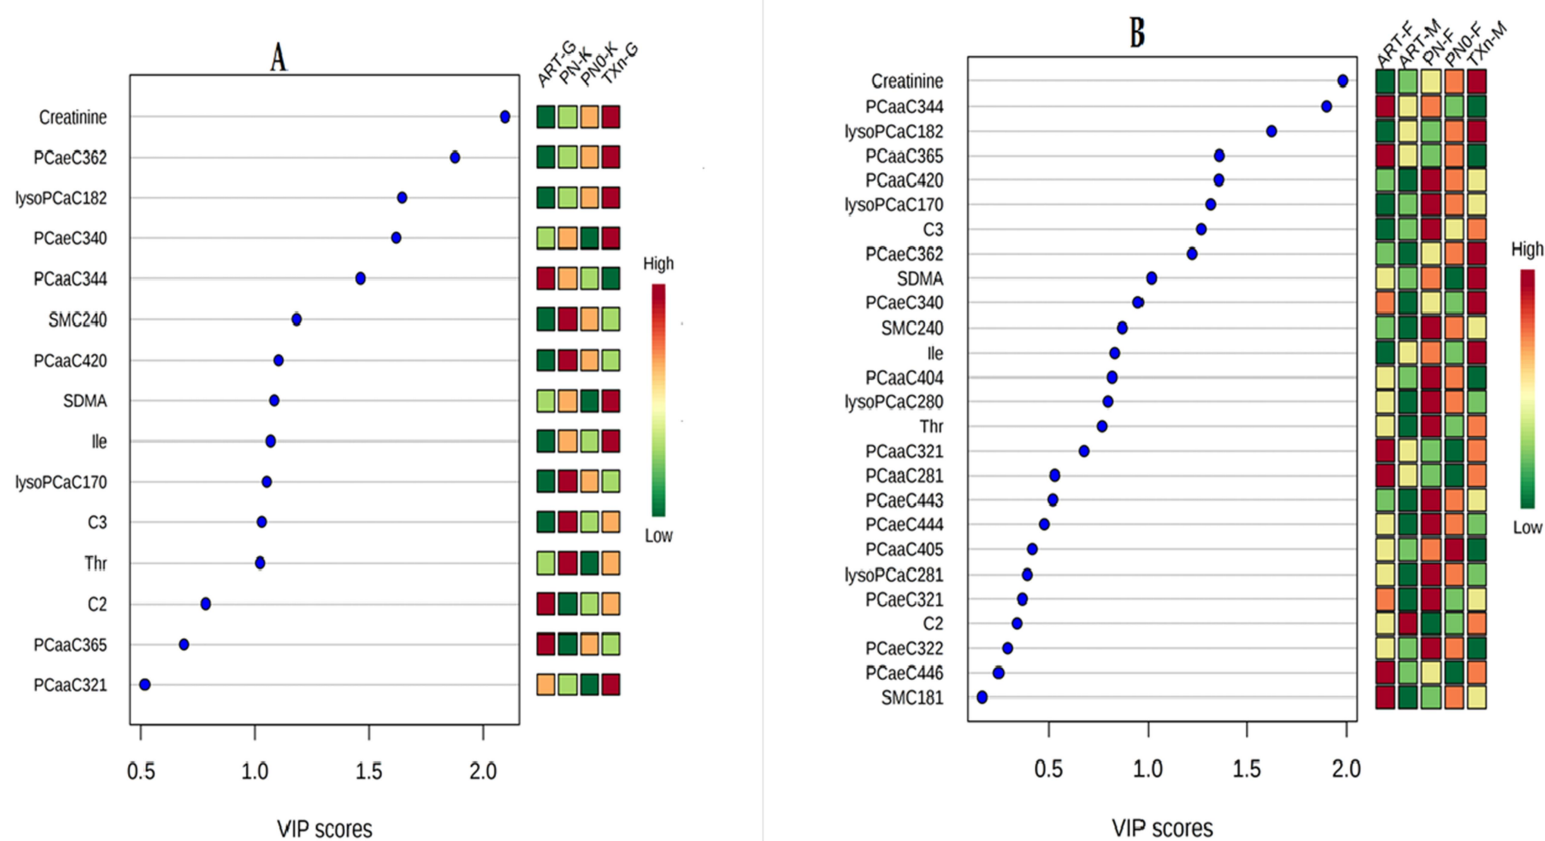 A
ART-G
PN-K
PN0-K
TXn-G
Creatinine
PCaeC362
lysoPCaC182
PCaeC340
PCaaC344
SMC240
PCaaC420
SDMA
Ile
lysoPCaC170
C3
Thr
C2
PCaaC365
PCaaC321
High
Low
0.5 1.0 1.5 2.0
VIP scores
B
ART-F
ART-M
PN-F
PN0-F
TXn-M
Creatinine
PCaaC344
lysoPCaC182
PCaaC365
PCaaC420
lysoPCaC170
C3
PCaeC362
SDMA
PCaeC340
SMC240
Ile
PCaaC404
lysoPCaC280
Thr
PCaaC321
PCaaC281
PCaeC443
PCaeC444
PCaaC405
lysoPCaC281
PCaeC321
C2
PCaeC322
PCaeC446
SMC181
High
Low
0.5 1.0 1.5 2.0
VIP scores